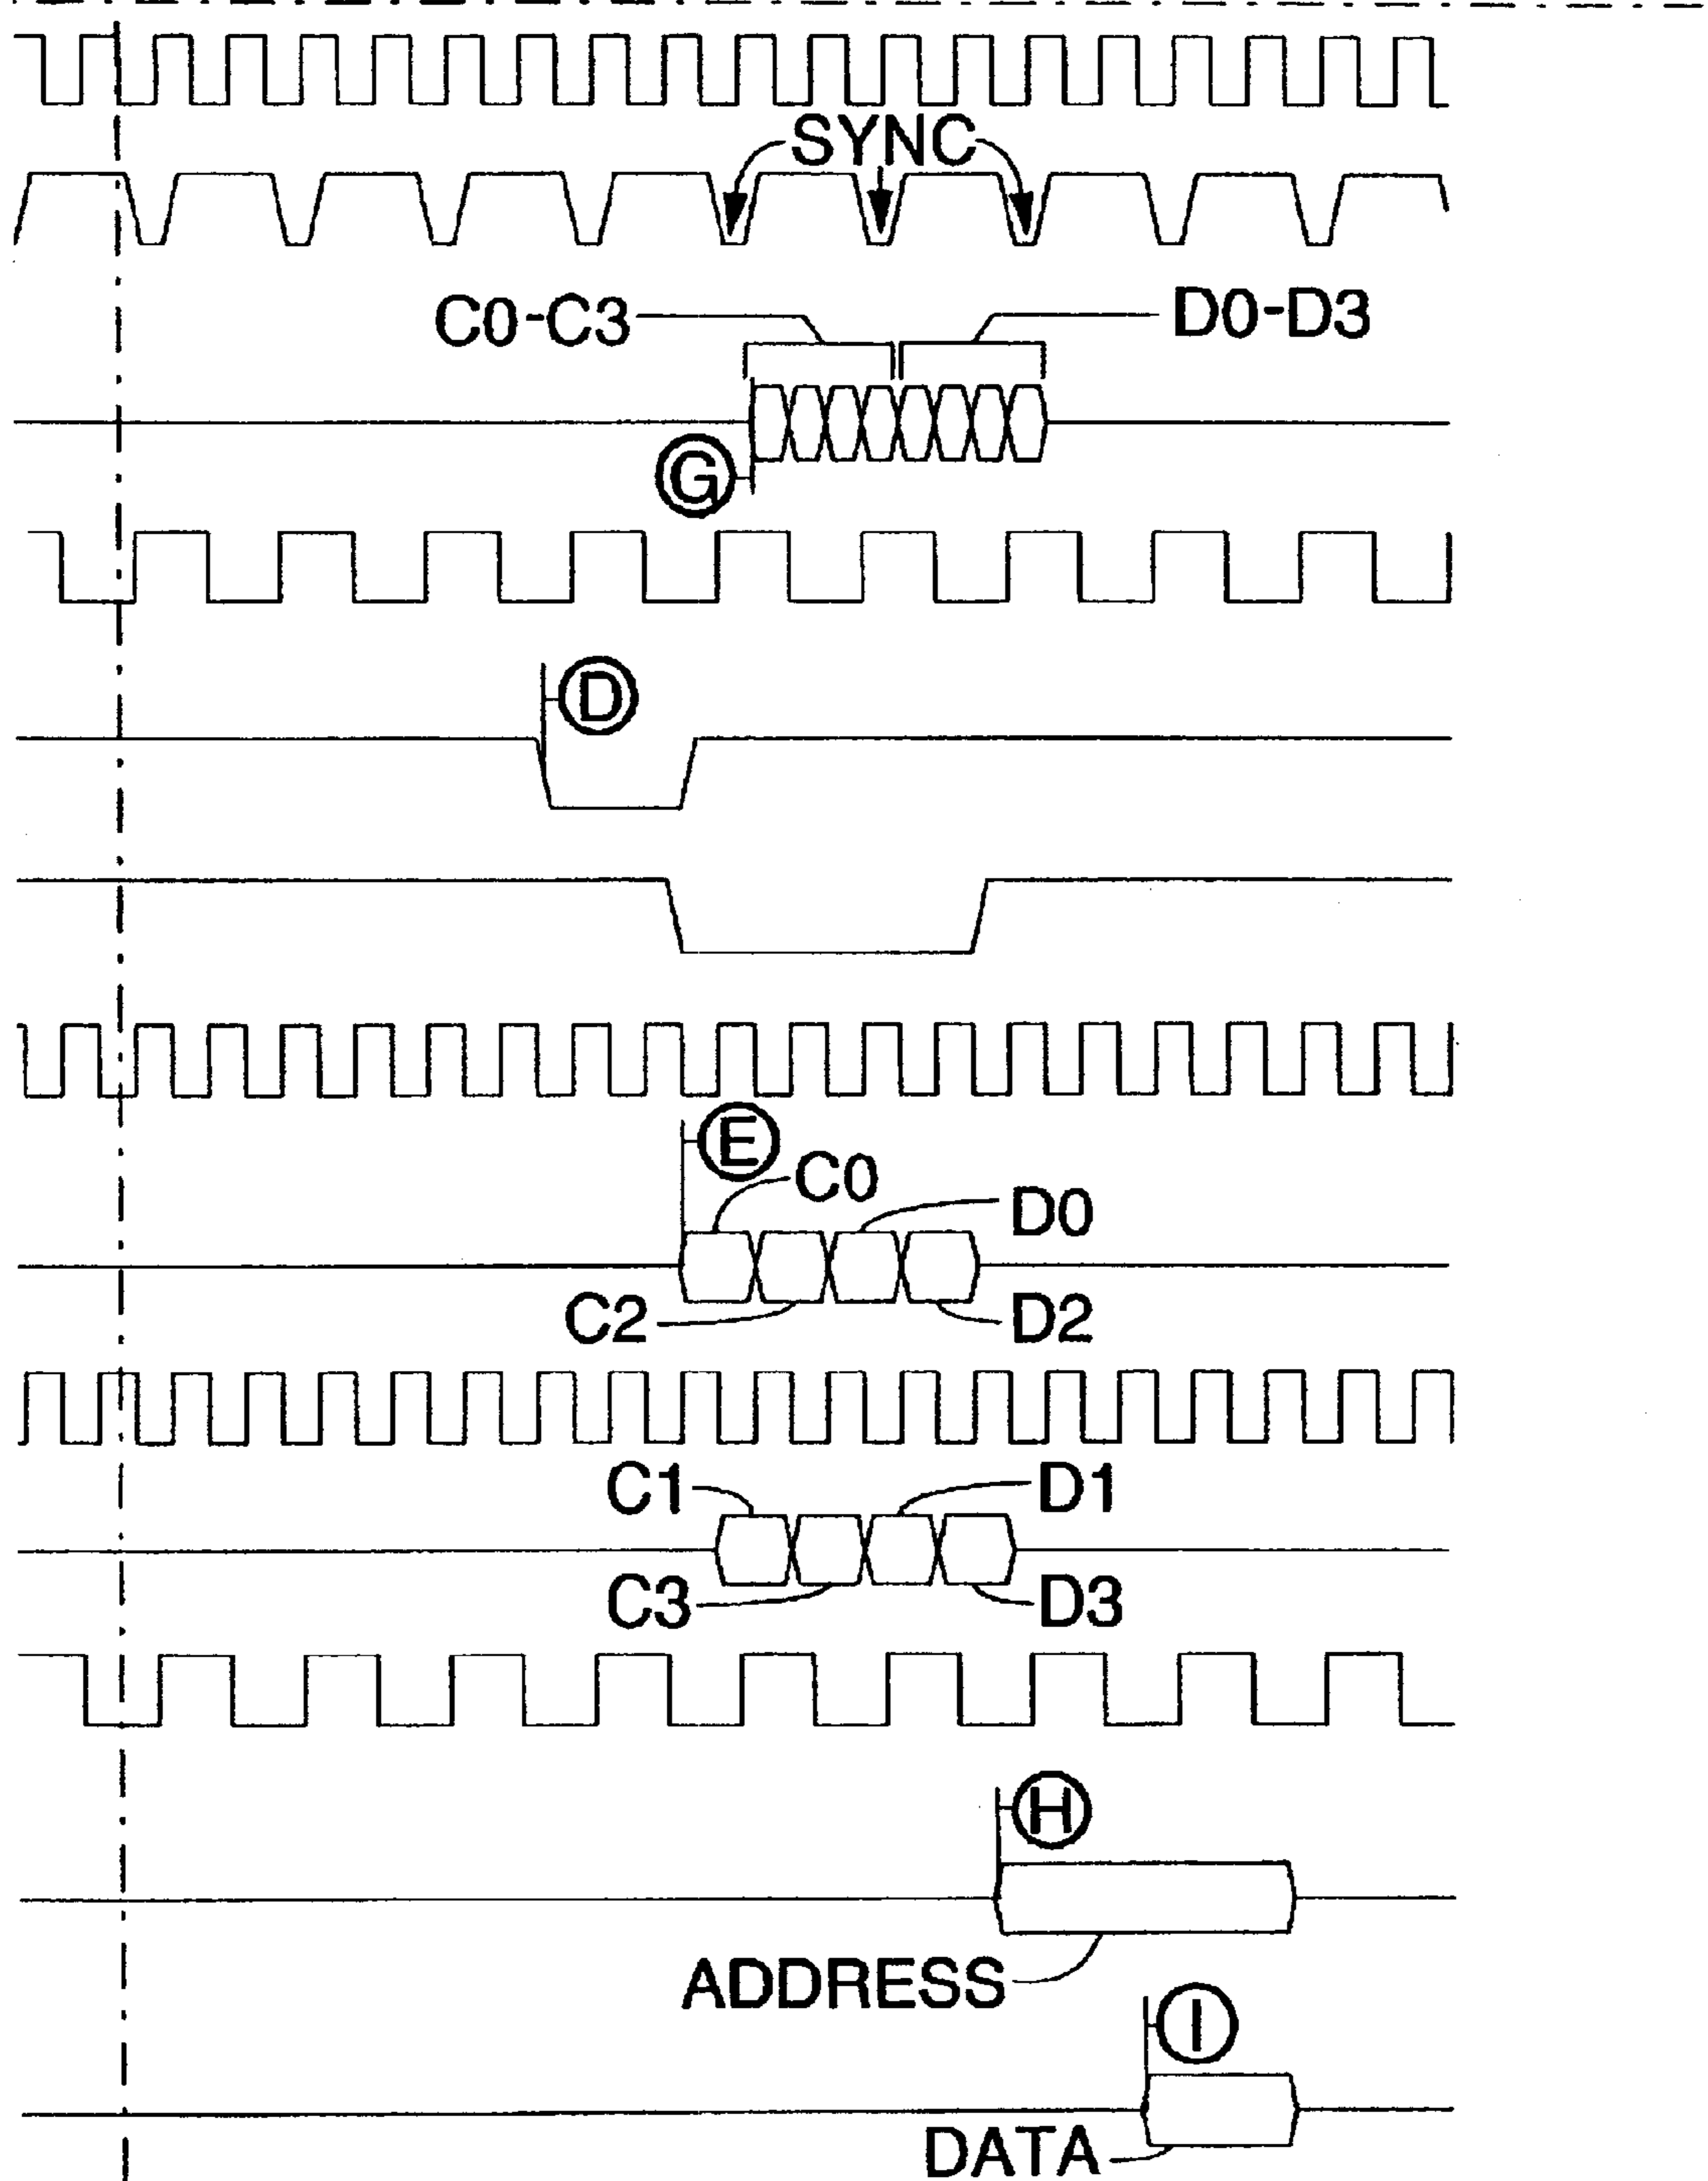 SYNC
C0-C3
D0-D3
G
D
E
C0
D0
C2
D2
C1
D1
C3
D3
H
ADDRESS
I
DATA